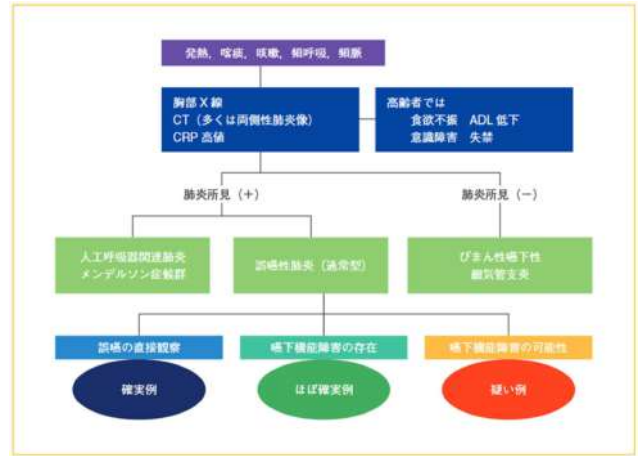 発熱，喀痰，咳嗽，頻呼吸，頻脈
胸部X線
CT（多くは両側性肺炎像）
CRP 高値
高齢者では
食欲不振　ADL 低下
意識障害　失禁
肺炎所見（＋）
肺炎所見（－）
人工呼吸器関連肺炎
メンデルソン症候群
誤嚥性肺炎（通常型）
びまん性嚥下性
細気管支炎
誤嚥の直接観察
嚥下機能障害の存在
嚥下機能障害の可能性
確実例
ほぼ確実例
疑い例